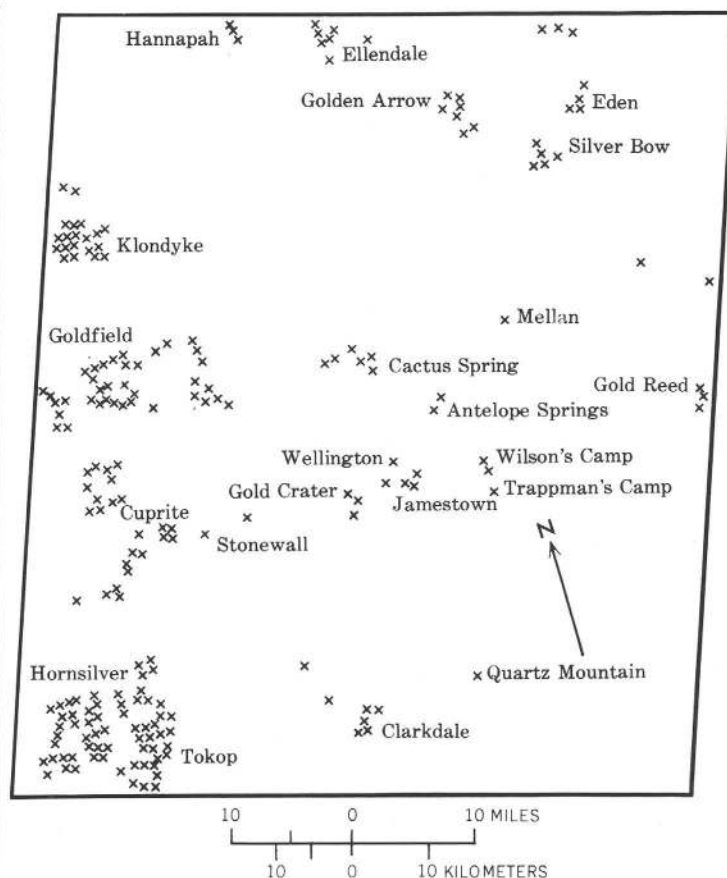 Hannapah
Ellendale
Golden Arrow
Eden
Silver Bow
Klondyke
Mellan
Goldfield
Cactus Spring
Gold Reed
Antelope Springs
Wellington
Wilson's Camp
Gold Crater
Trappman's Camp
Jamestown
Cuprite
Stonewall
N
Hornsilver
Quartz Mountain
Clarkdale
Tokop
10 0 10 MILES
10 0 10 KILOMETERS